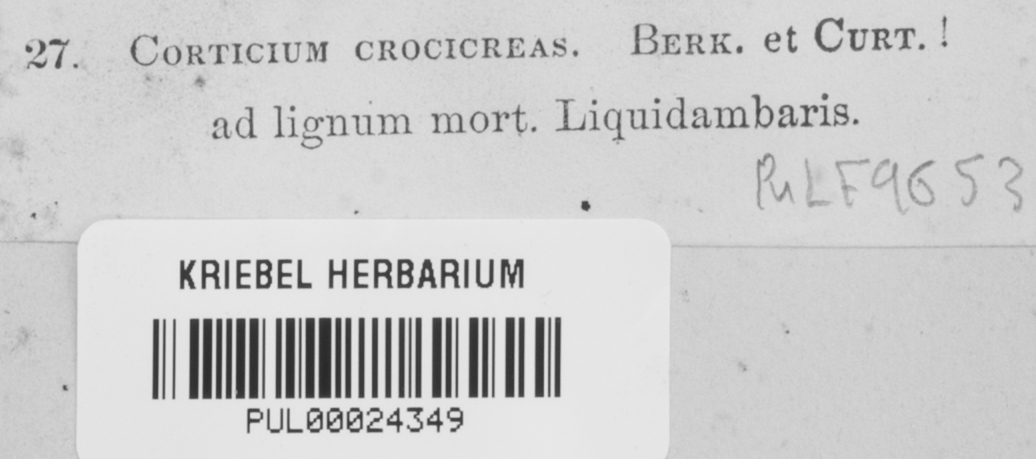 27. CORTICIUM CROCICREAS. BERK. et CURT. !
ad lignum mort. Liquidambaris.
PULF9653
KRIEBEL HERBARIUM
PUL00024349